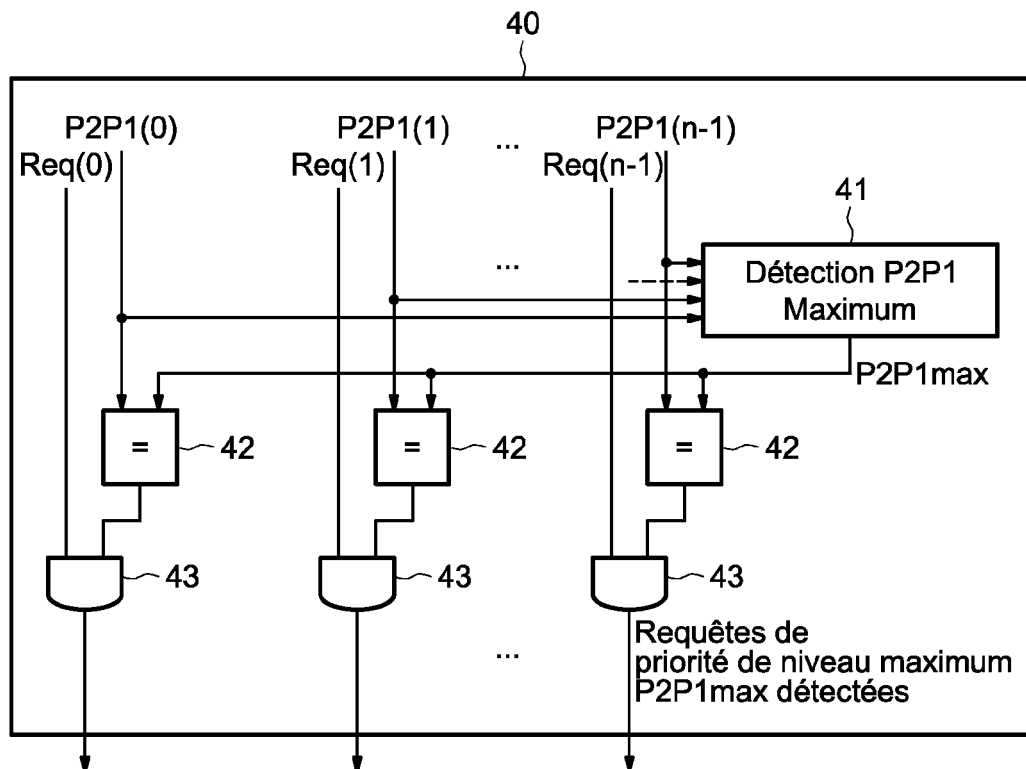 40
P2P1(0)
P2P1(1)
...
P2P1(n-1)
Req(0)
Req(1)
Req(n-1)
41
...
Détection P2P1
Maximum
P2P1max
=
42
=
42
=
42
43
43
43
...
Requêtes de
priorité de niveau maximum
P2P1max détectées